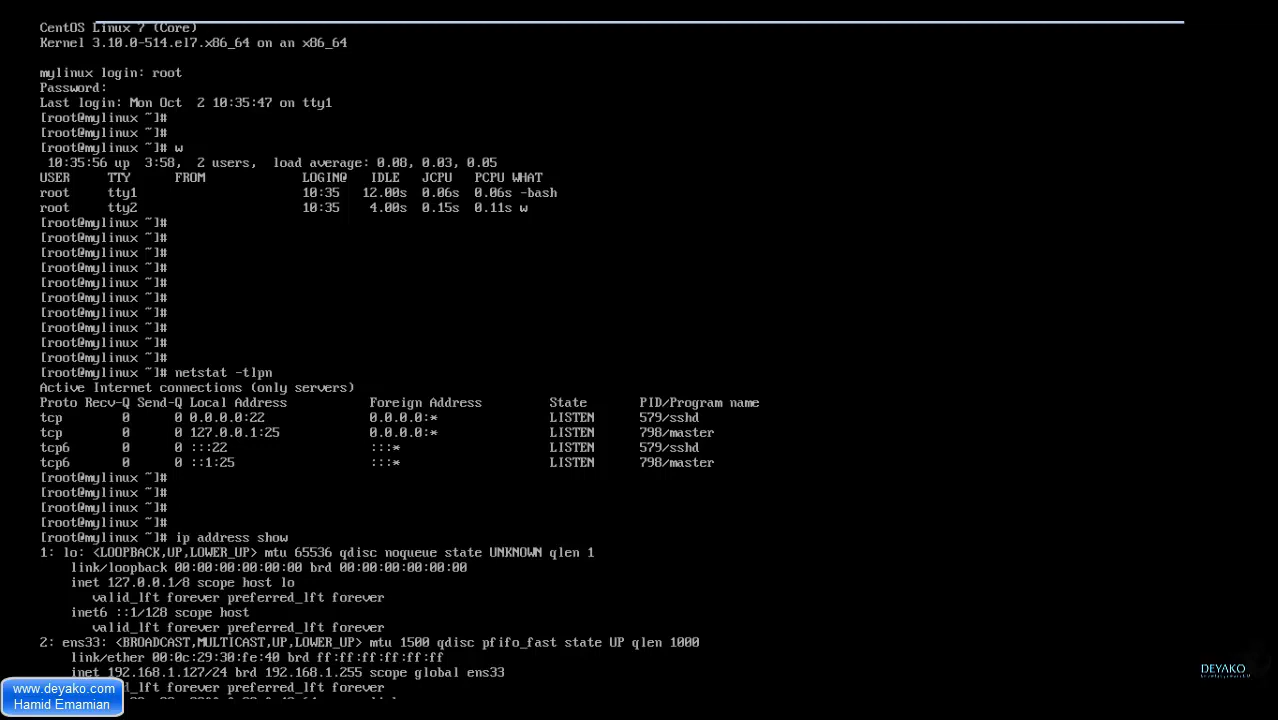 CentOS Linux 7 (Core)
Kernel 3.10.0-514.el7.x86_64 on an x86_64
mylinux login: root
Password:
Last login: Mon Oct  2 10:35:47 on tty1
[root@mylinux ~]#
[root@mylinux ~]#
[root@mylinux ~]# w
 10:35:56 up  3:58,  2 users,  load average: 0.08, 0.03, 0.05
USER     TTY      FROM             LOGIN@   IDLE   JCPU   PCPU WHAT
root     tty1                      10:35   12.00s  0.06s  0.06s -bash
root     tty2                      10:35    4.00s  0.15s  0.11s w
[root@mylinux ~]#
[root@mylinux ~]#
[root@mylinux ~]#
[root@mylinux ~]#
[root@mylinux ~]#
[root@mylinux ~]#
[root@mylinux ~]#
[root@mylinux ~]#
[root@mylinux ~]#
[root@mylinux ~]#
[root@mylinux ~]# netstat -tlpn
Active Internet connections (only servers)
Proto Recv-Q Send-Q Local Address           Foreign Address         State       PID/Program name
tcp        0      0 0.0.0.0:22              0.0.0.0:*               LISTEN      579/sshd
tcp        0      0 127.0.0.1:25            0.0.0.0:*               LISTEN      798/master
tcp6       0      0 :::22                   :::*                    LISTEN      579/sshd
tcp6       0      0 ::1:25                  :::*                    LISTEN      798/master
[root@mylinux ~]#
[root@mylinux ~]#
[root@mylinux ~]#
[root@mylinux ~]#
[root@mylinux ~]# ip address show
1: lo: <LOOPBACK,UP,LOWER_UP> mtu 65536 qdisc noqueue state UNKNOWN qlen 1
    link/loopback 00:00:00:00:00:00 brd 00:00:00:00:00:00
    inet 127.0.0.1/8 scope host lo
       valid_lft forever preferred_lft forever
    inet6 ::1/128 scope host
       valid_lft forever preferred_lft forever
2: ens33: <BROADCAST,MULTICAST,UP,LOWER_UP> mtu 1500 qdisc pfifo_fast state UP qlen 1000
    link/ether 00:0c:29:30:fe:40 brd ff:ff:ff:ff:ff:ff
    inet 192.168.1.127/24 brd 192.168.1.255 scope global ens33
_lft forever preferred_lft forever
www.deyako.com
Hamid Emamian
DEYAKO